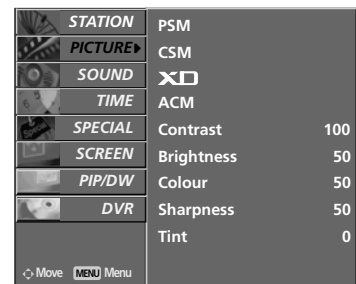 STATION
PICTURE
SOUND
TIME
SPECIAL
SCREEN
PIP/DW
DVR
Move MENU Menu
PSM
CSM
XD
ACM
Contrast 100
Brightness 50
Colour 50
Sharpness 50
Tint 0